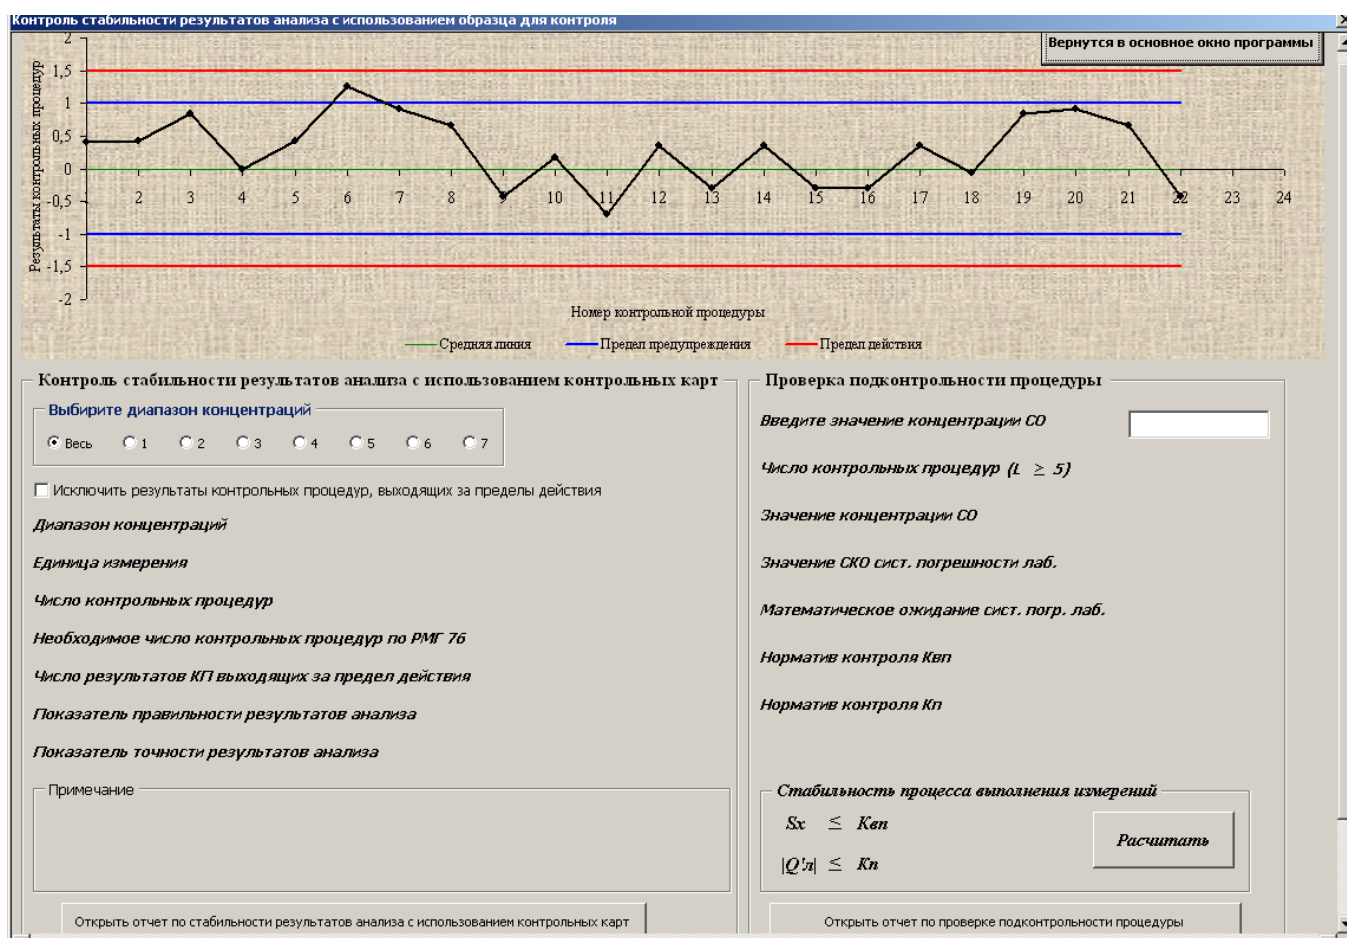 Контроль стабильности результатов анализа с использованием образца для контроля
Вернутся в основное окно программы
Результаты контрольных процедур
2
1,5
1
0,5
0
-0,5
-1
-1,5
-2
1 2 3 4 5 6 7 8 9 10 11 12 13 14 15 16 17 18 19 20 21 22 23 24
Номер контрольной процедуры
Средняя линия Предел предупреждения Предел действия
Контроль стабильности результатов анализа с использованием контрольных карт
Выбирите диапазон концентраций
Весь 1 2 3 4 5 6 7
Исключить результаты контрольных процедур, выходящих за пределы действия
Диапазон концентраций
Единица измерения
Число контрольных процедур
Необходимое число контрольных процедур по РМГ 76
Число результатов КП выходящих за предел действия
Показатель правильности результатов анализа
Показатель точности результатов анализа
Примечание
Открыть отчет по стабильности результатов анализа с использованием контрольных карт
Проверка подконтрольности процедуры
Введите значение концентрации СО
Число контрольных процедур (L ≥ 5)
Значение концентрации СО
Значение СКО сист. погрешности лаб.
Математическое ожидание сист. погр. лаб.
Норматив контроля Квп
Норматив контроля Кп
Стабильность процесса выполнения измерений
Sx ≤ Квп
|Q'л| ≤ Кп
Расчитать
Открыть отчет по проверке подконтрольности процедуры